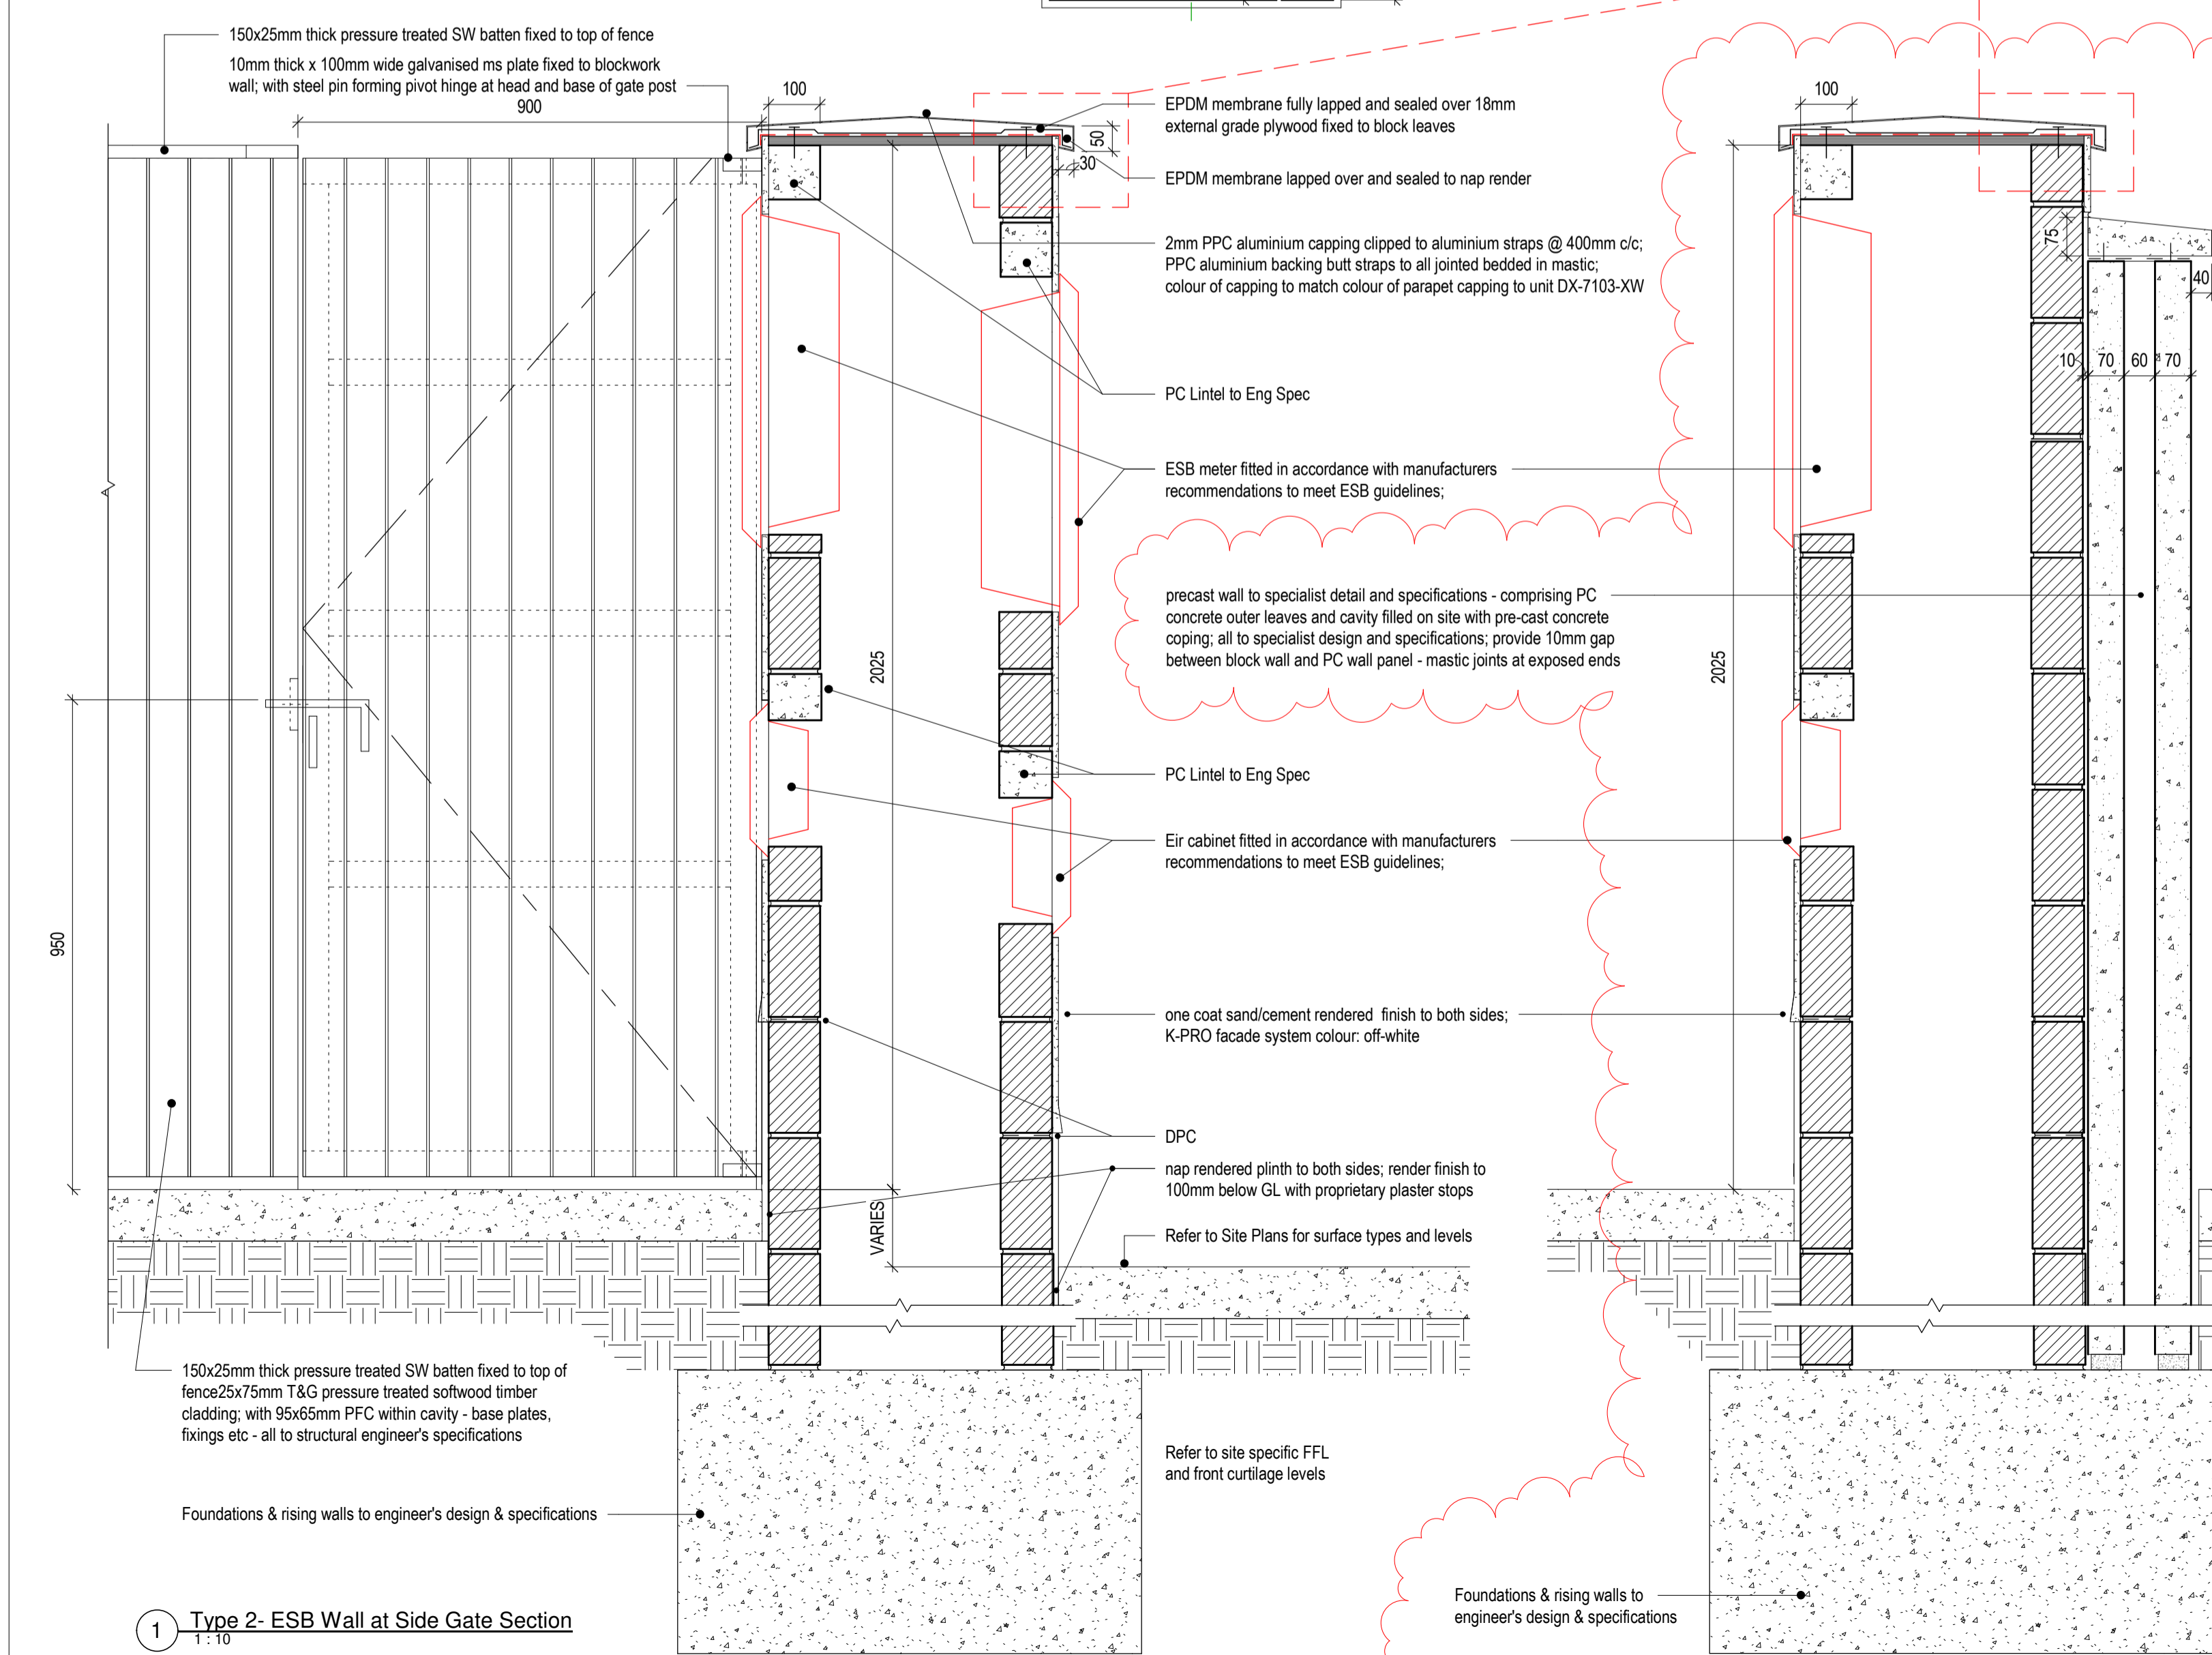 150x25mm thick pressure treated SW batten fixed to top of fence
10mm thick x 100mm wide galvanised ms plate fixed to blockwork
wall; with steel pin forming pivot hinge at head and base of gate post
900
100
50
30
EPDM membrane fully lapped and sealed over 18mm
external grade plywood fixed to block leaves
EPDM membrane lapped over and sealed to nap render
2mm PPC aluminium capping clipped to aluminium straps @ 400mm c/c;
PPC aluminium backing butt straps to all jointed bedded in mastic;
colour of capping to match colour of parapet capping to unit DX-7103-XW
PC Lintel to Eng Spec
ESB meter fitted in accordance with manufacturers
recommendations to meet ESB guidelines;
precast wall to specialist detail and specifications - comprising PC
concrete outer leaves and cavity filled on site with pre-cast concrete
coping; all to specialist design and specifications; provide 10mm gap
between block wall and PC wall panel - mastic joints at exposed ends
PC Lintel to Eng Spec
Eir cabinet fitted in accordance with manufacturers
recommendations to meet ESB guidelines;
one coat sand/cement rendered finish to both sides;
K-PRO facade system colour: off-white
DPC
nap rendered plinth to both sides; render finish to
100mm below GL with proprietary plaster stops
Refer to Site Plans for surface types and levels
2025
VARIES
950
100
75
40
10
70
60
70
2025
150x25mm thick pressure treated SW batten fixed to top of
fence25x75mm T&G pressure treated softwood timber
cladding; with 95x65mm PFC within cavity - base plates,
fixings etc - all to structural engineer's specifications
Refer to site specific FFL
and front curtilage levels
Foundations & rising walls to engineer's design & specifications
Foundations & rising walls to
engineer's design & specifications
1
Type 2- ESB Wall at Side Gate Section
1 : 10